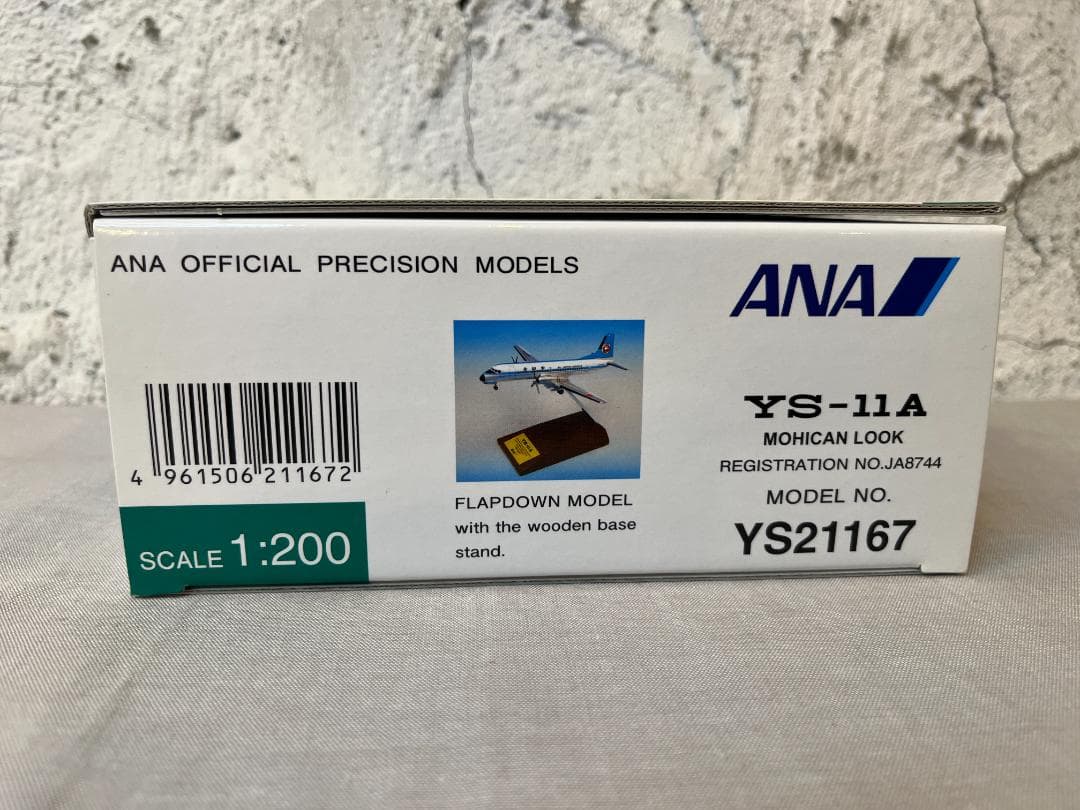 ANA OFFICIAL PRECISION MODELS
ANA
4 961506 211672
SCALE 1:200
FLAPDOWN MODEL
with the wooden base
stand.
YS-11A
MOHICAN LOOK
REGISTRATION NO.JA8744
MODEL NO.
YS21167